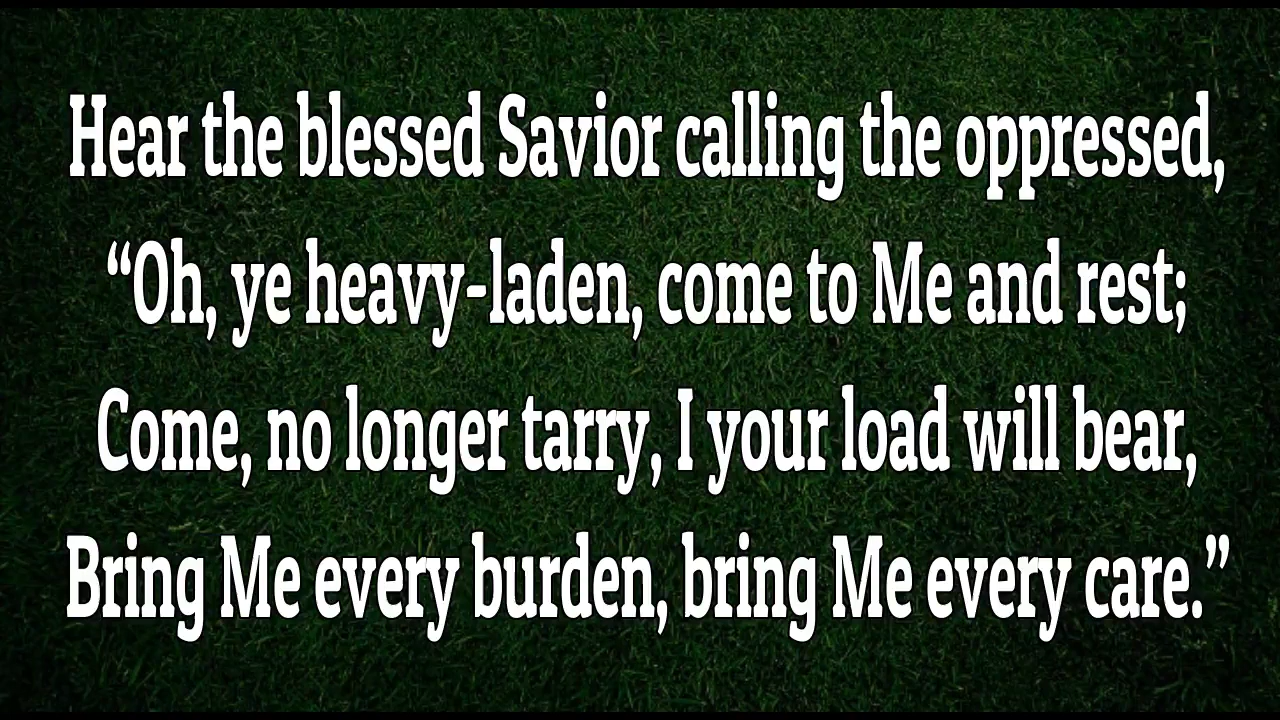 Hear the blessed Savior calling the oppressed,
“Oh, ye heavy-laden, come to Me and rest;
Come, no longer tarry, I your load will bear,
Bring Me every burden, bring Me every care.”